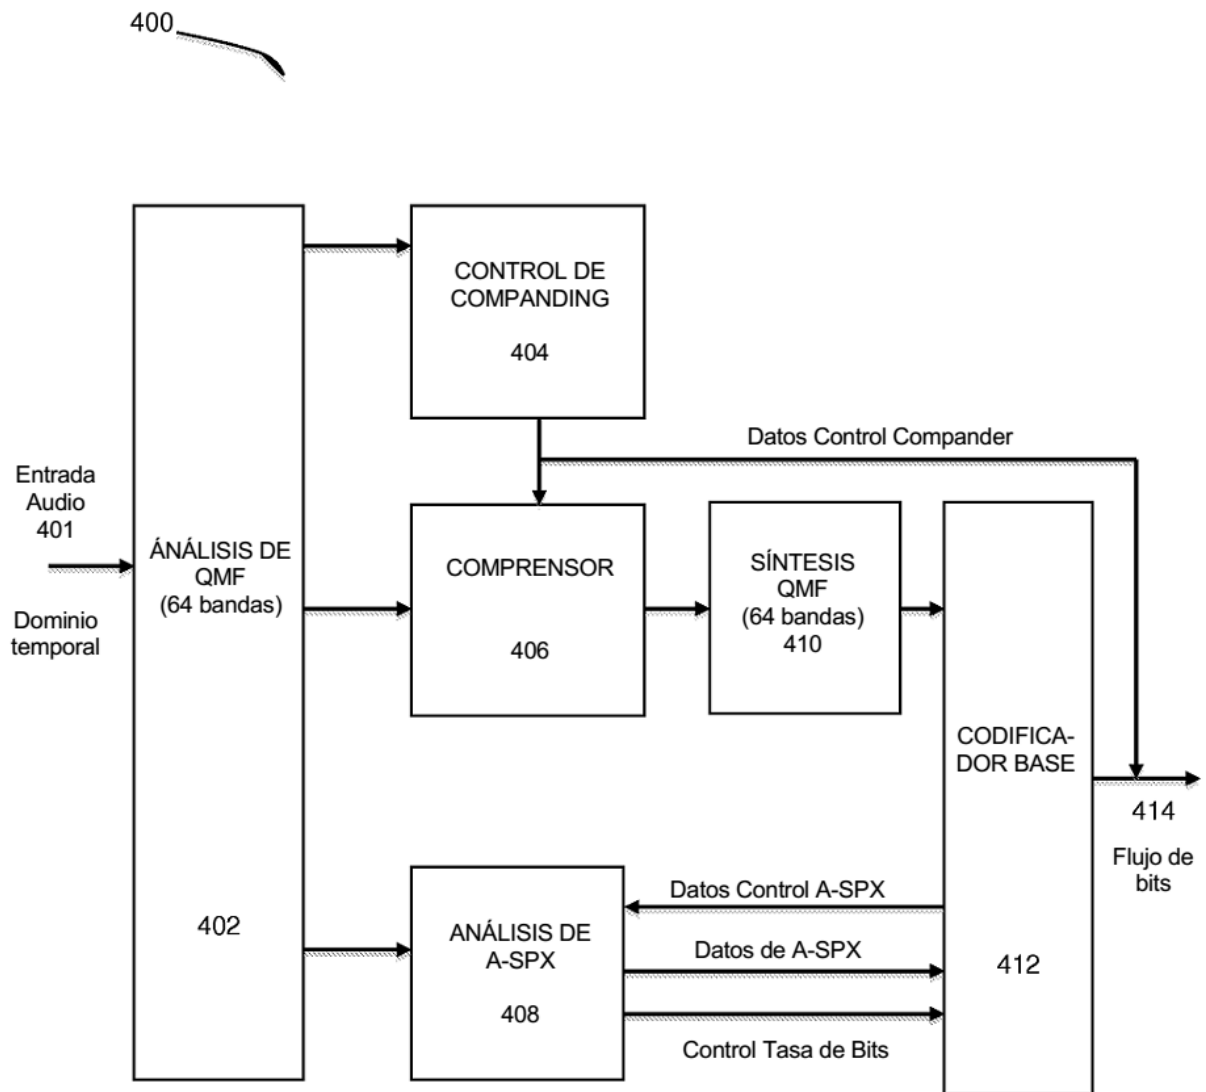 400
CONTROL DE
COMPANDING
404
Datos Control Compander
Entrada
Audio
401
Dominio
temporal
ÁNÁLISIS DE
QMF
(64 bandas)
402
COMPRENSOR
406
SÍNTESIS
QMF
(64 bandas)
410
CODIFICA-
DOR BASE
412
414
Flujo de
bits
ANÁLISIS DE
A-SPX
408
Datos Control A-SPX
Datos de A-SPX
Control Tasa de Bits